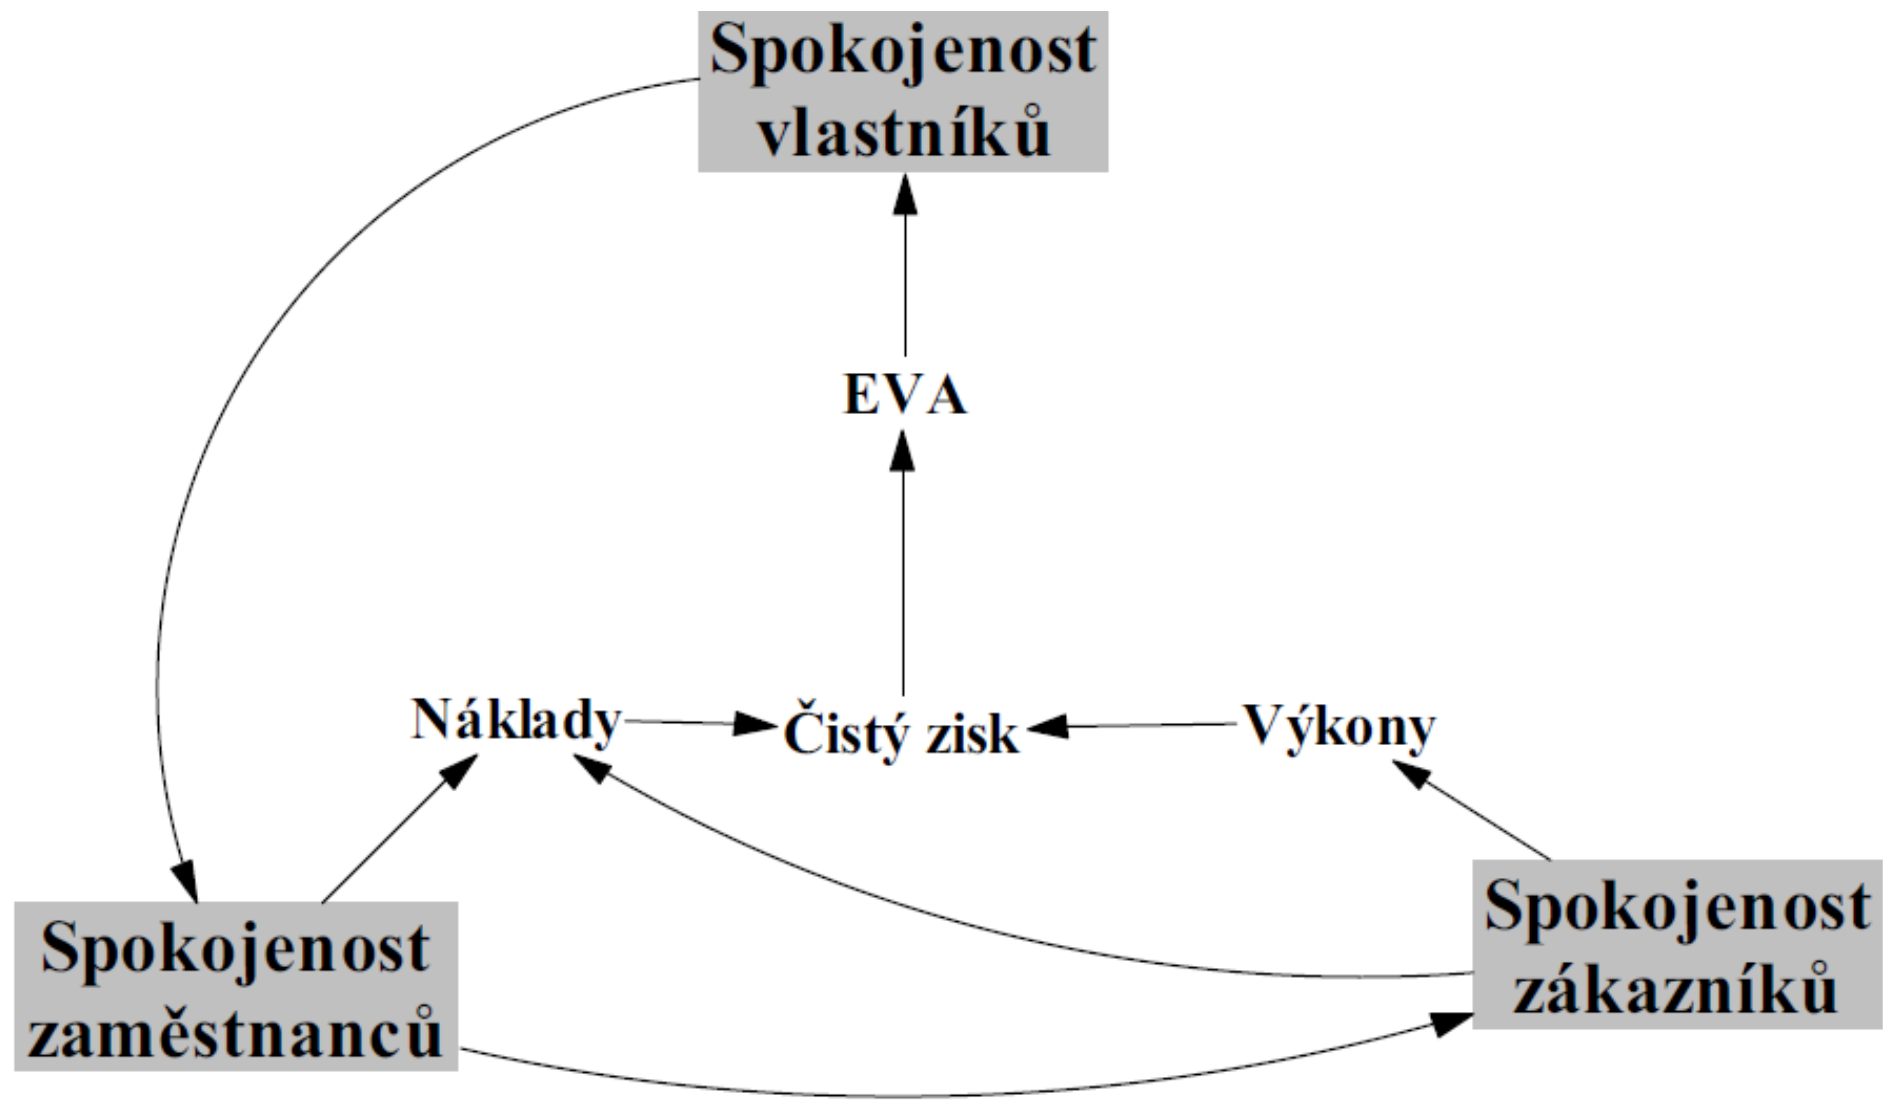 Spokojenost
vlastníků
EVA
Náklady
Čistý zisk
Výkony
Spokojenost
zaměstnanců
Spokojenost
zákazníků